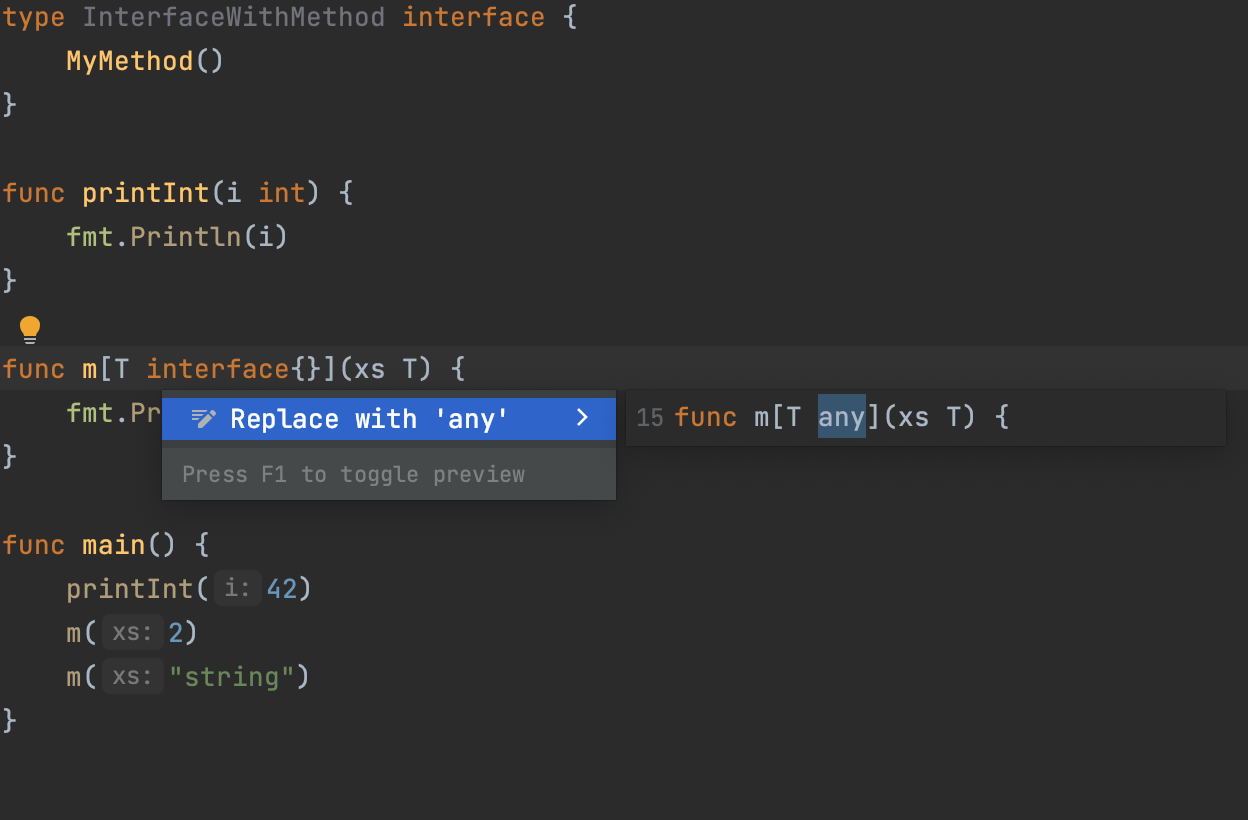 type InterfaceWithMethod interface {
    MyMethod()
}

func printInt(i int) {
    fmt.Println(i)
}

func m[T interface{}](xs T) {
    fmt.Pr
Replace with 'any'
15 func m[T any](xs T) {
Press F1 to toggle preview
}

func main() {
    printInt( i: 42)
    m( xs: 2)
    m( xs: "string")
}